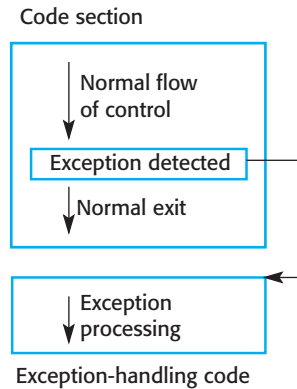 Code section
Normal flow
of control
Exception detected
Normal exit
Exception
processing
Exception-handling code